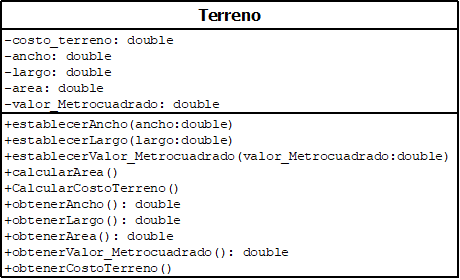 Terreno
-costo_terreno: double
-ancho: double
-largo: double
-area: double
-valor_Metrocuadrado: double
+establecerAncho(ancho:double)
+establecerLargo(largo:double)
+establecerValor_Metrocuadrado(valor_Metrocuadrado:double)
+calcularArea()
+CalcularCostoTerreno()
+obtenerAncho(): double
+obtenerLargo(): double
+obtenerArea(): double
+obtenerValor_Metrocuadrado(): double
+obtenerCostoTerreno()